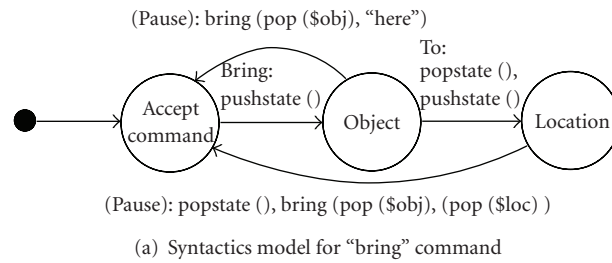 (Pause): bring (pop ($obj), “here”)
Bring:
pushstate ()
To:
popstate (),
pushstate ()
Accept
command
Object
Location
(Pause): popstate (), bring (pop ($obj), (pop ($loc) )
(a) Syntactics model for “bring” command